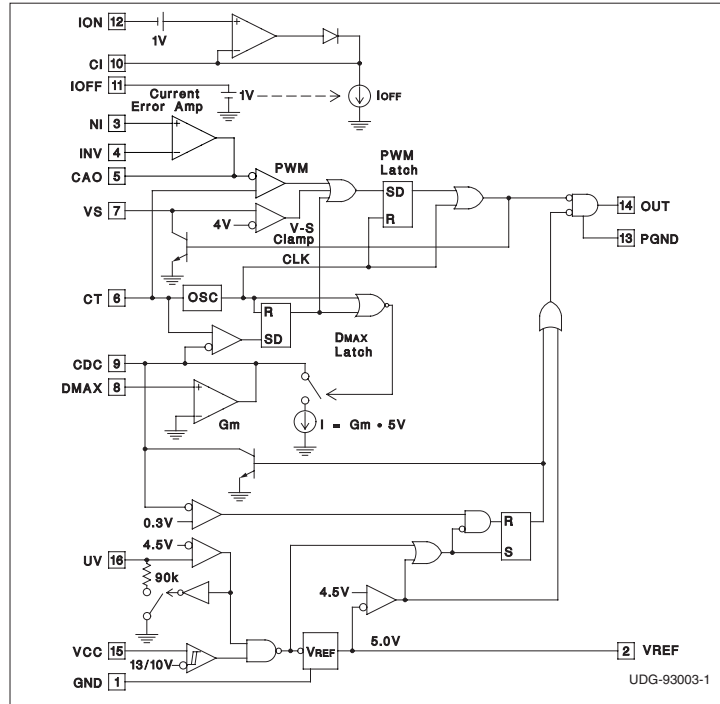 ION 12
1V
CI 10
IOFF 11
1V
IOFF
Current
Error Amp
NI 3
INV 4
CAO 5
PWM
PWM
Latch
SD
R
VS 7
4V
V-S
Clamp
14 OUT
13 PGND
CLK
CT 6
OSC
R
SD
DMAX
Latch
CDC 9
DMAX 8
Gm
I = Gm • 5V
0.3V
R
S
4.5V
UV 16
90k
4.5V
VCC 15
13/10V
VREF
5.0V
2 VREF
GND 1
UDG-93003-1